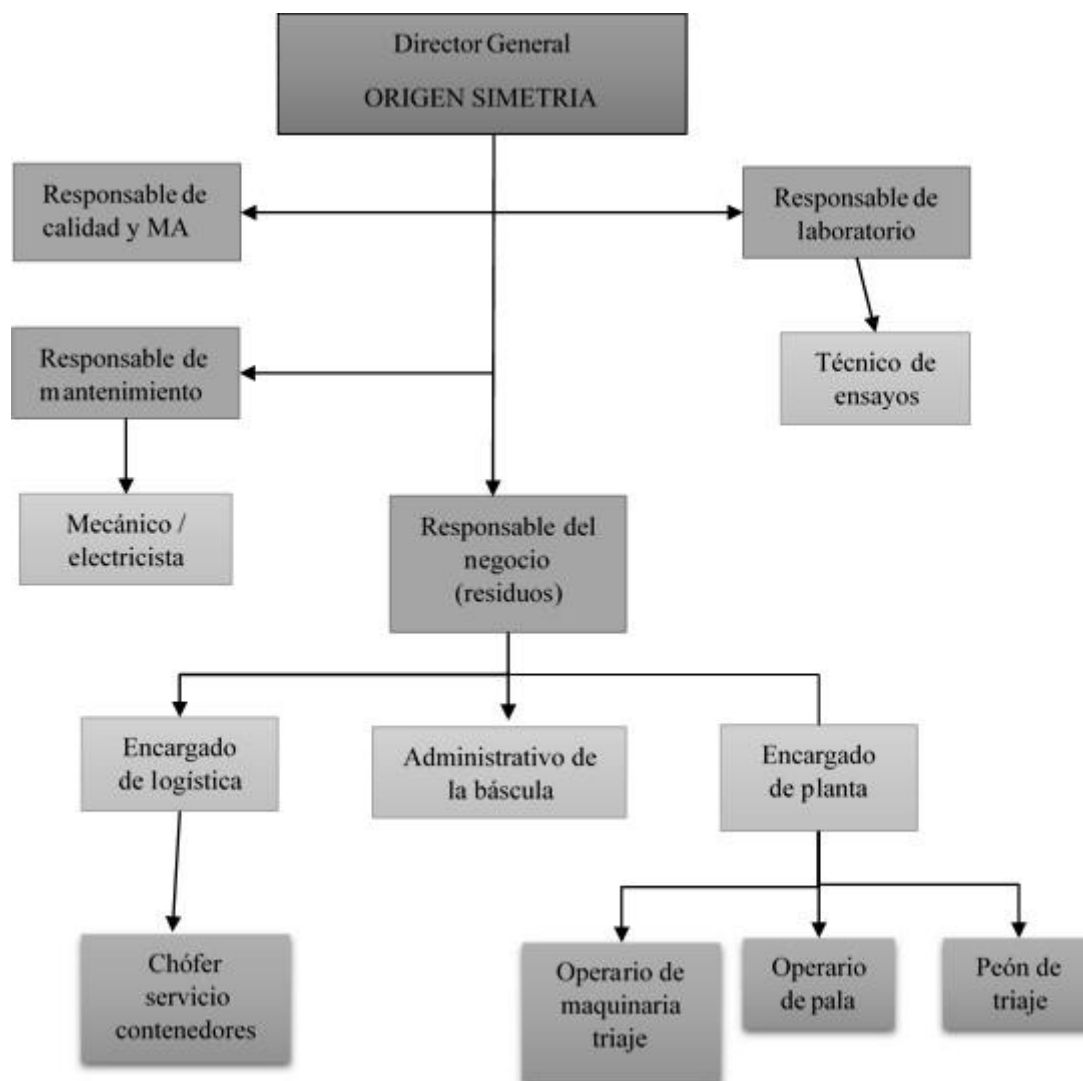 Director General
ORIGEN SIMETRIA
Responsable de
calidad y MA
Responsable de
laboratorio
Responsable de
mantenimiento
Técnico de
ensayos
Mecánico /
electricista
Responsable del
negocio
(residuos)
Encargado
de logística
Administrativo de
la báscula
Encargado
de planta
Chófer
servicio
contenedores
Operario de
maquinaria
triaje
Operario
de pala
Peón de
triaje